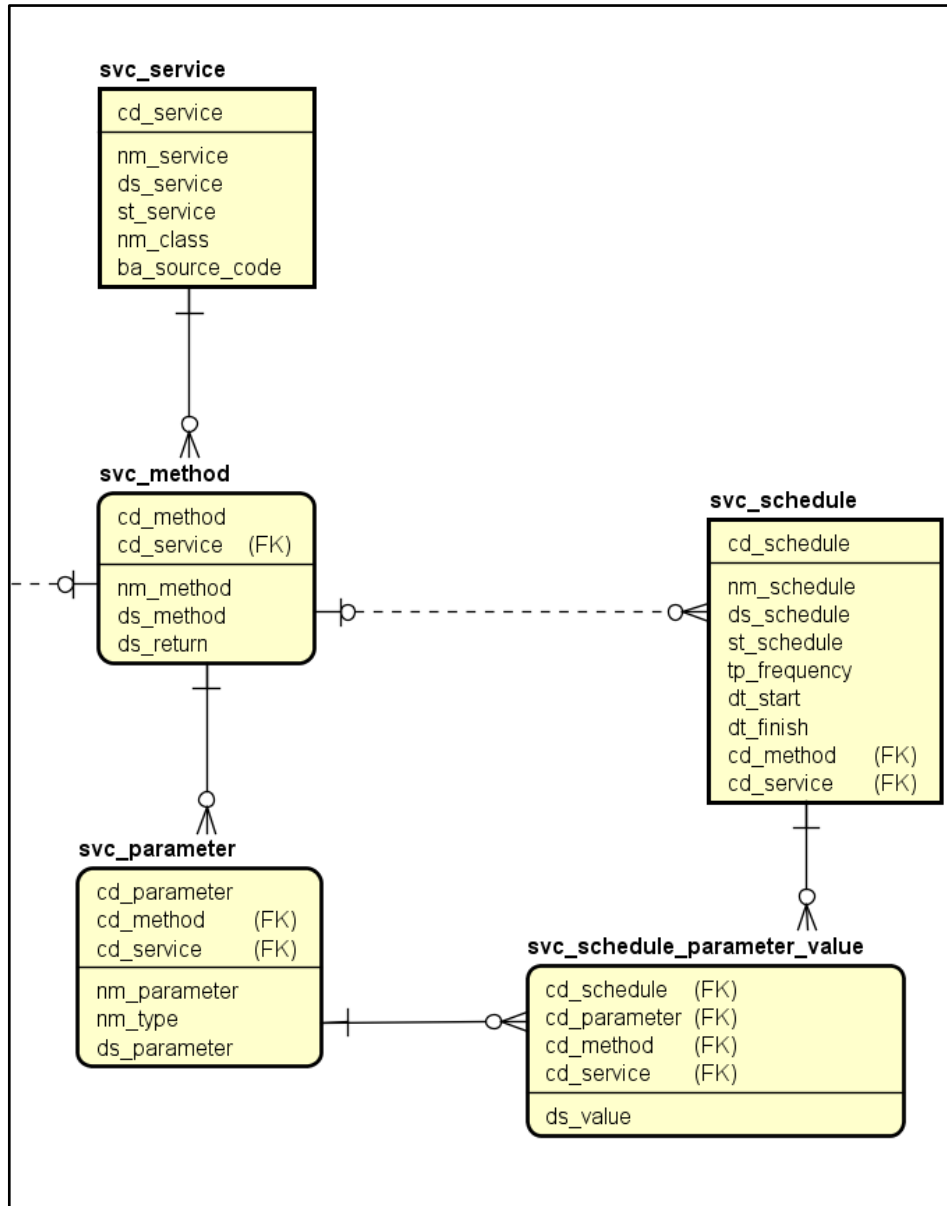 svc_service
cd_service
nm_service
ds_service
st_service
nm_class
ba_source_code
svc_method
cd_method
cd_service (FK)
nm_method
ds_method
ds_return
svc_schedule
cd_schedule
nm_schedule
ds_schedule
st_schedule
tp_frequency
dt_start
dt_finish
cd_method (FK)
cd_service (FK)
svc_parameter
cd_parameter
cd_method (FK)
cd_service (FK)
nm_parameter
nm_type
ds_parameter
svc_schedule_parameter_value
cd_schedule (FK)
cd_parameter (FK)
cd_method (FK)
cd_service (FK)
ds_value